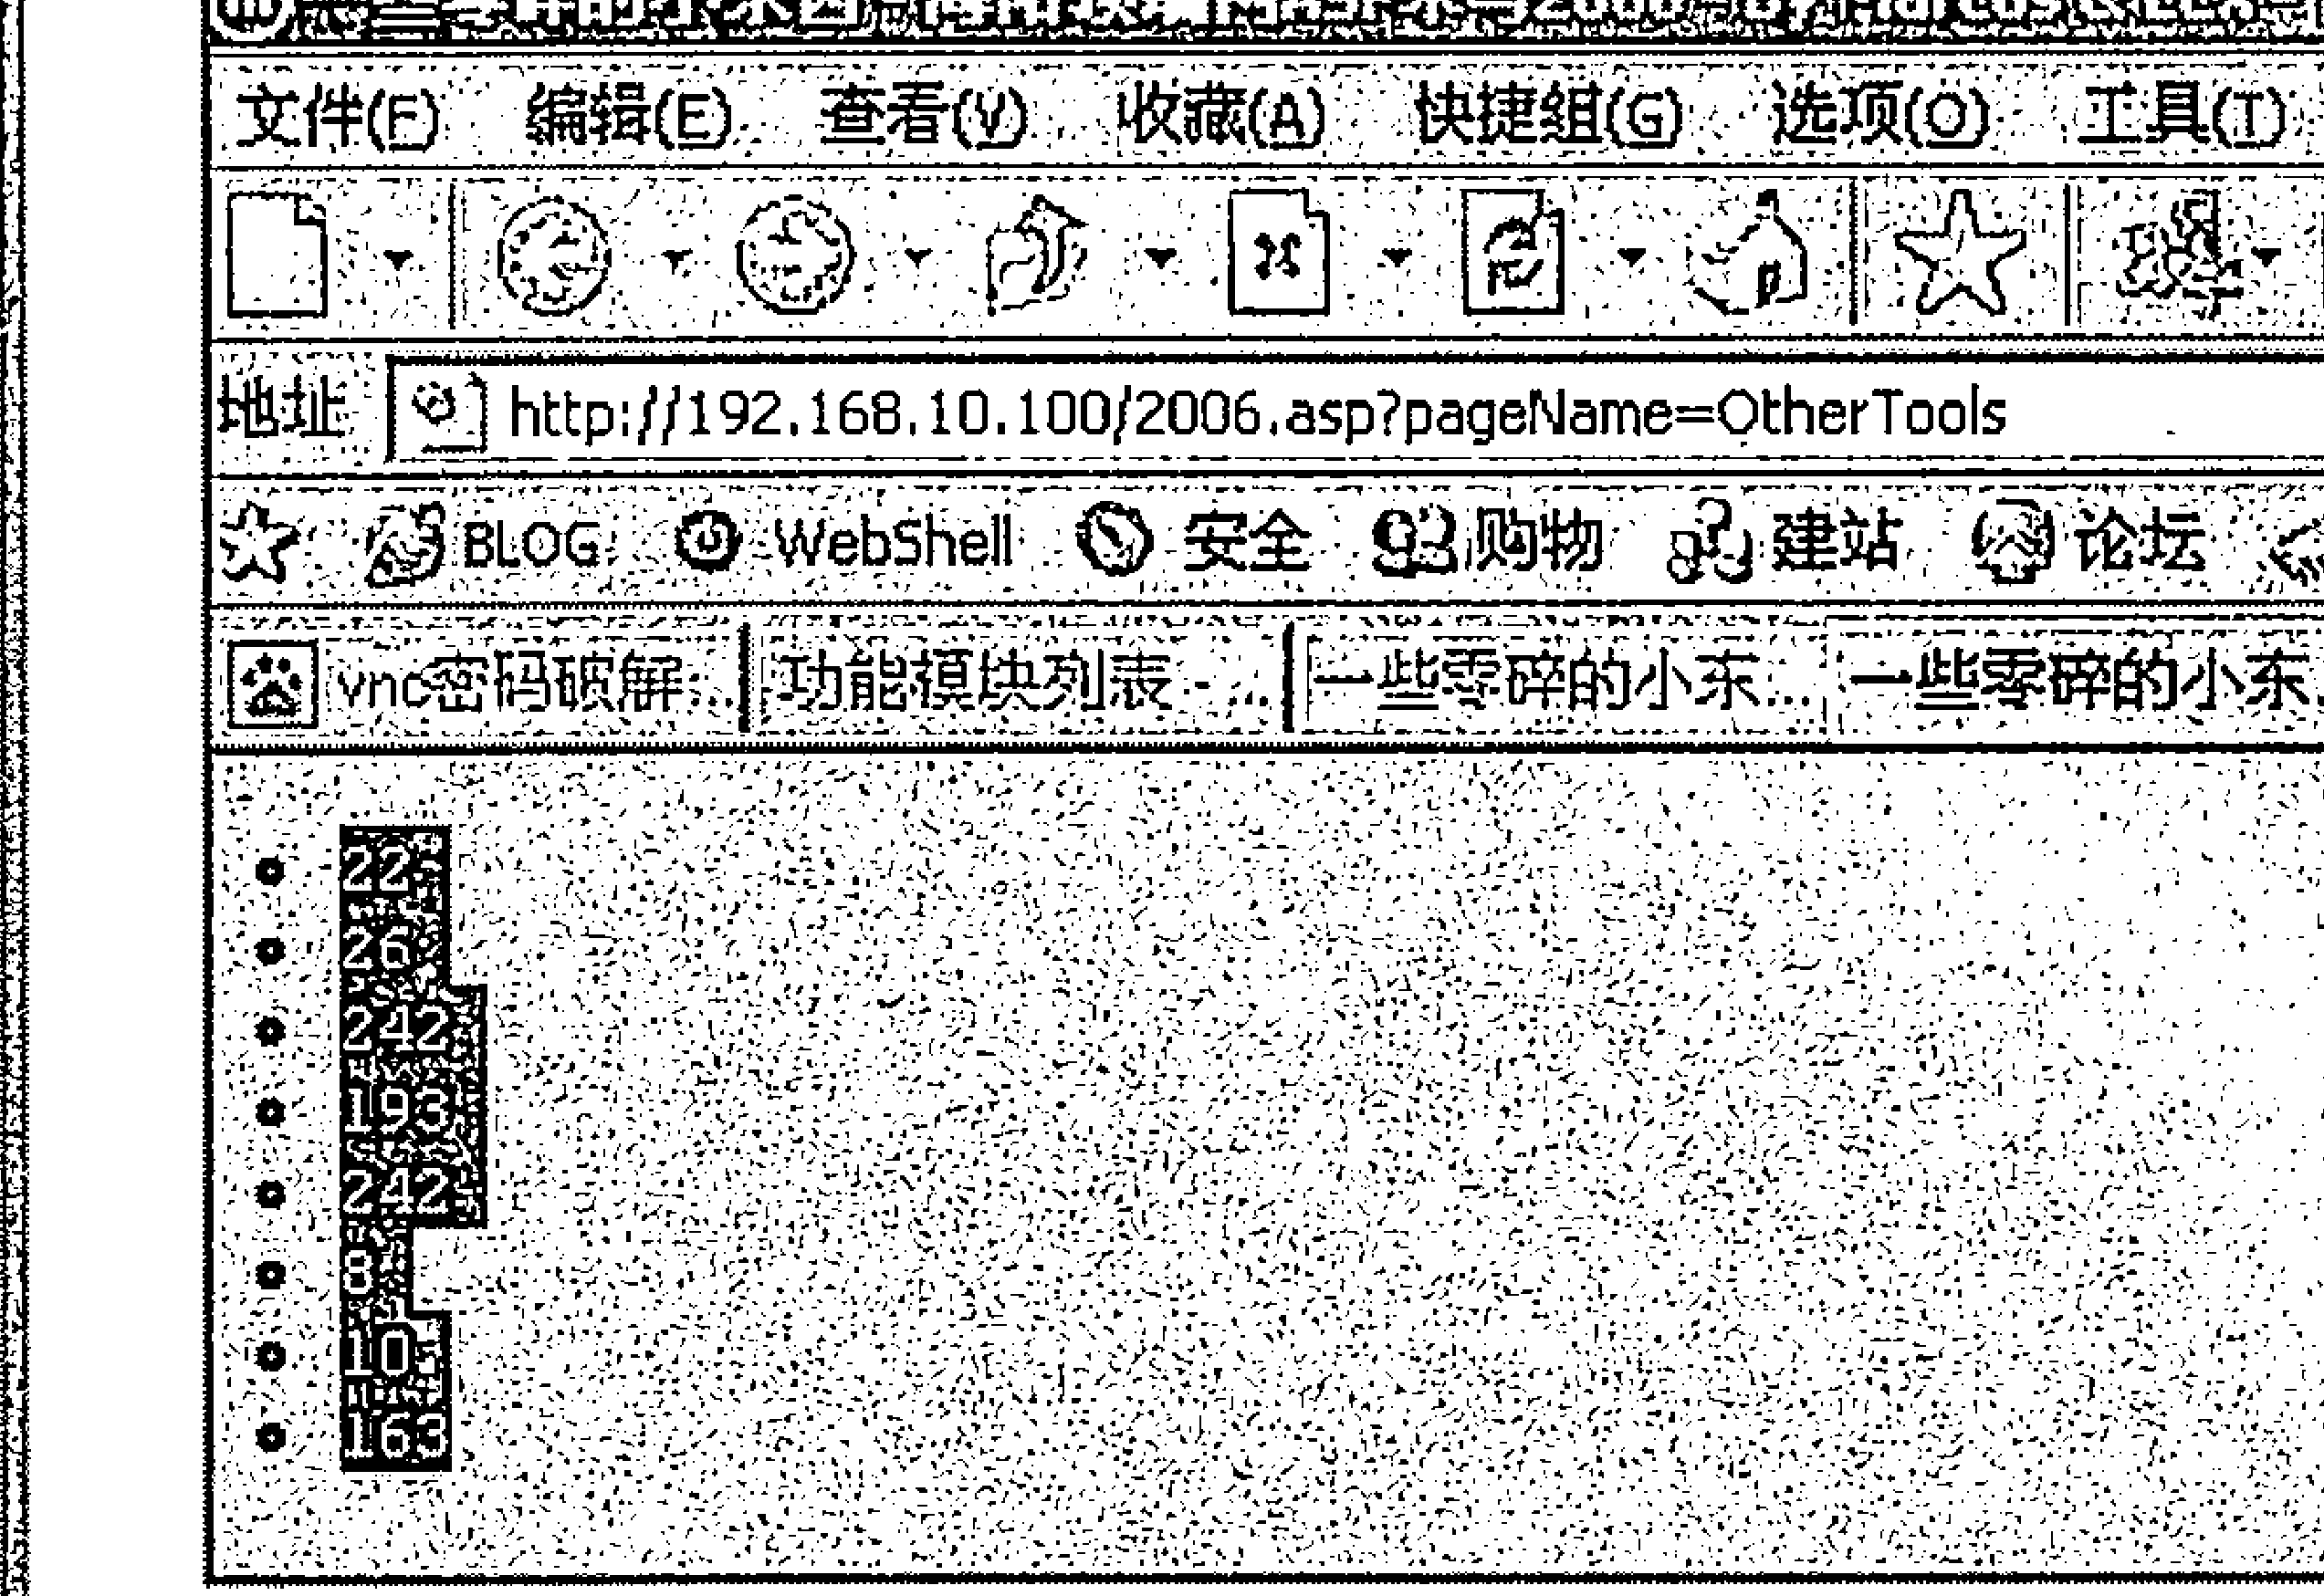 文件(F) 编辑(E) 查看(V) 收藏(A) 快捷组(G) 选项(O) 工具(T)
地址 http://192.168.10.100/2006.asp?pageName=OtherTools
BLOG WebShell 安全 购物 建站 论坛
vnc密码破解... 功能模块列表 - ... 一些零碎的小东... 一些零碎的小东
22
26
242
193
242
8
10
163